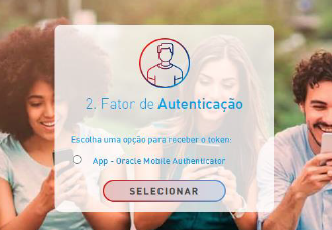 2. Fator de Autenticação
Escolha uma opção para receber o token:
App - Oracle Mobile Authenticator
SELECIONAR